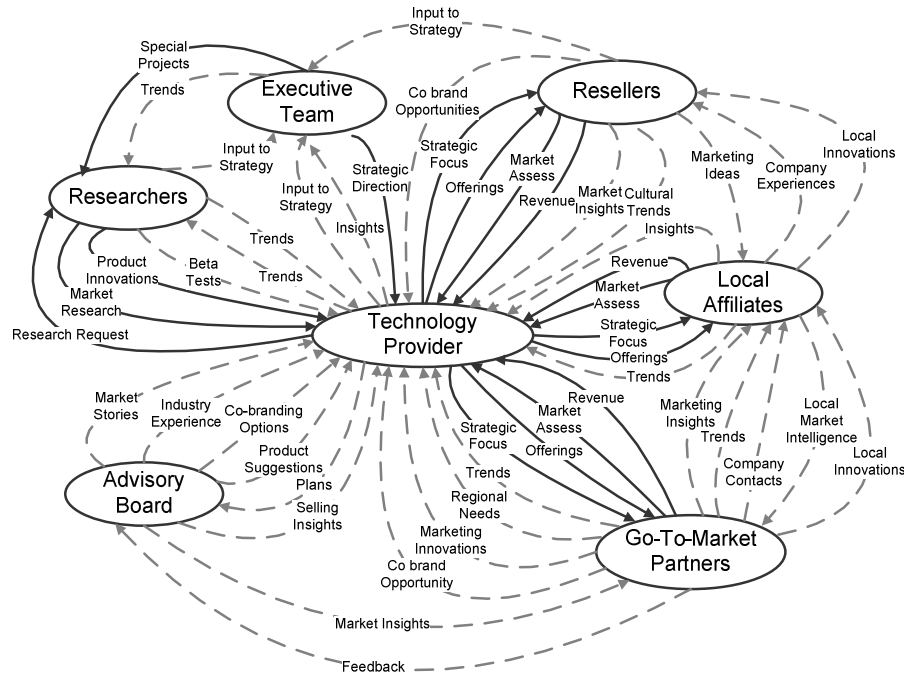 Input to
Strategy
Special
Projects
Trends
Executive
Team
Co brand
Opportunities
Resellers
Input to
Strategy
Strategic
Focus
Market
Assess
Marketing
Ideas
Company
Experiences
Local
Innovations
Researchers
Input to
Strategy
Strategic
Direction
Offerings
Revenue
Market
Insights
Cultural
Trends
Insights
Insights
Trends
Trends
Product
Innovations
Beta
Tests
Market
Research
Research Request
Technology
Provider
Revenue
Market
Assess
Local
Affiliates
Strategic
Focus
Offerings
Trends
Market
Stories
Industry
Experience
Co-branding
Options
Product
Suggestions
Plans
Selling
Insights
Advisory
Board
Strategic
Focus
Market
Assess
Revenue
Offerings
Trends
Regional
Needs
Marketing
Innovations
Co brand
Opportunity
Marketing
Insights
Trends
Company
Contacts
Local
Market
Intelligence
Local
Innovations
Go-To-Market
Partners
Market Insights
Feedback